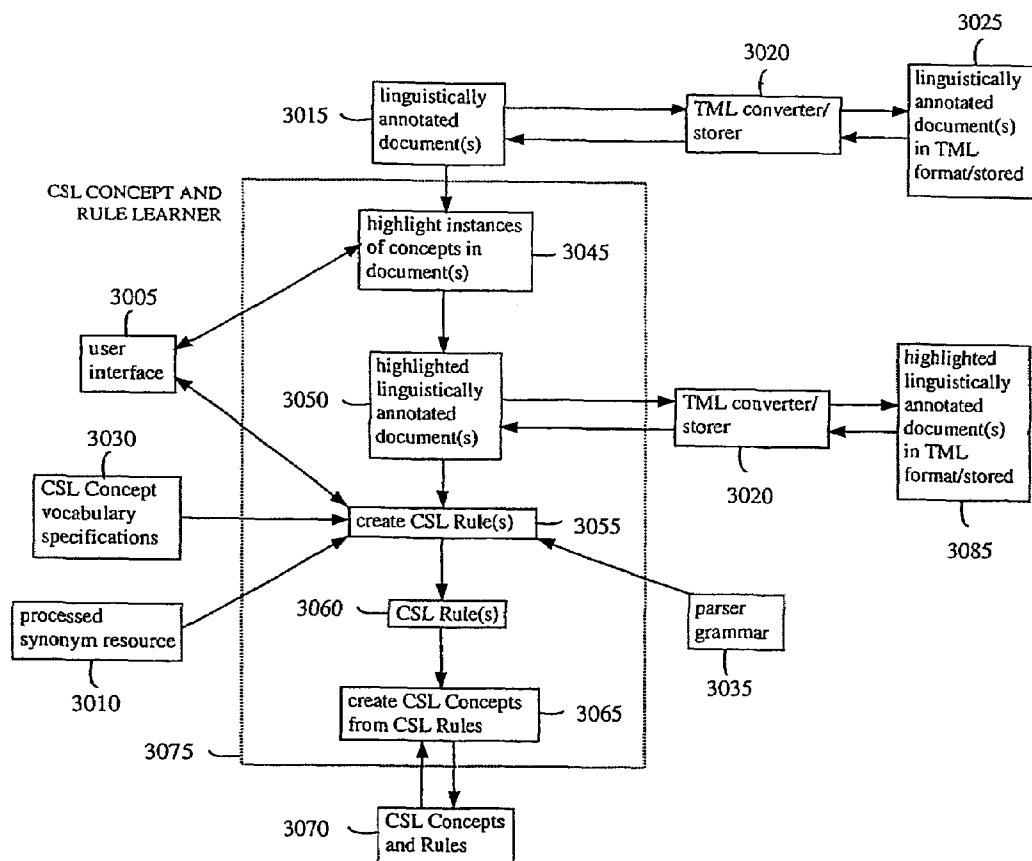 3025
3020
linguistically
annotated
document(s)
in TML
format/stored
3015
linguistically
annotated
document(s)
TML converter/
storer
CSL CONCEPT AND
RULE LEARNER
highlight instances
of concepts in
document(s)
3045
3005
user
interface
3050
highlighted
linguistically
annotated
document(s)
TML converter/
storer
3020
highlighted
linguistically
annotated
document(s)
in TML
format/stored
3085
3030
CSL Concept
vocabulary
specifications
create CSL Rule(s)
3055
3060
CSL Rule(s)
processed
synonym resource
3010
parser
grammar
3035
create CSL Concepts
from CSL Rules
3065
3075
3070
CSL Concepts
and Rules